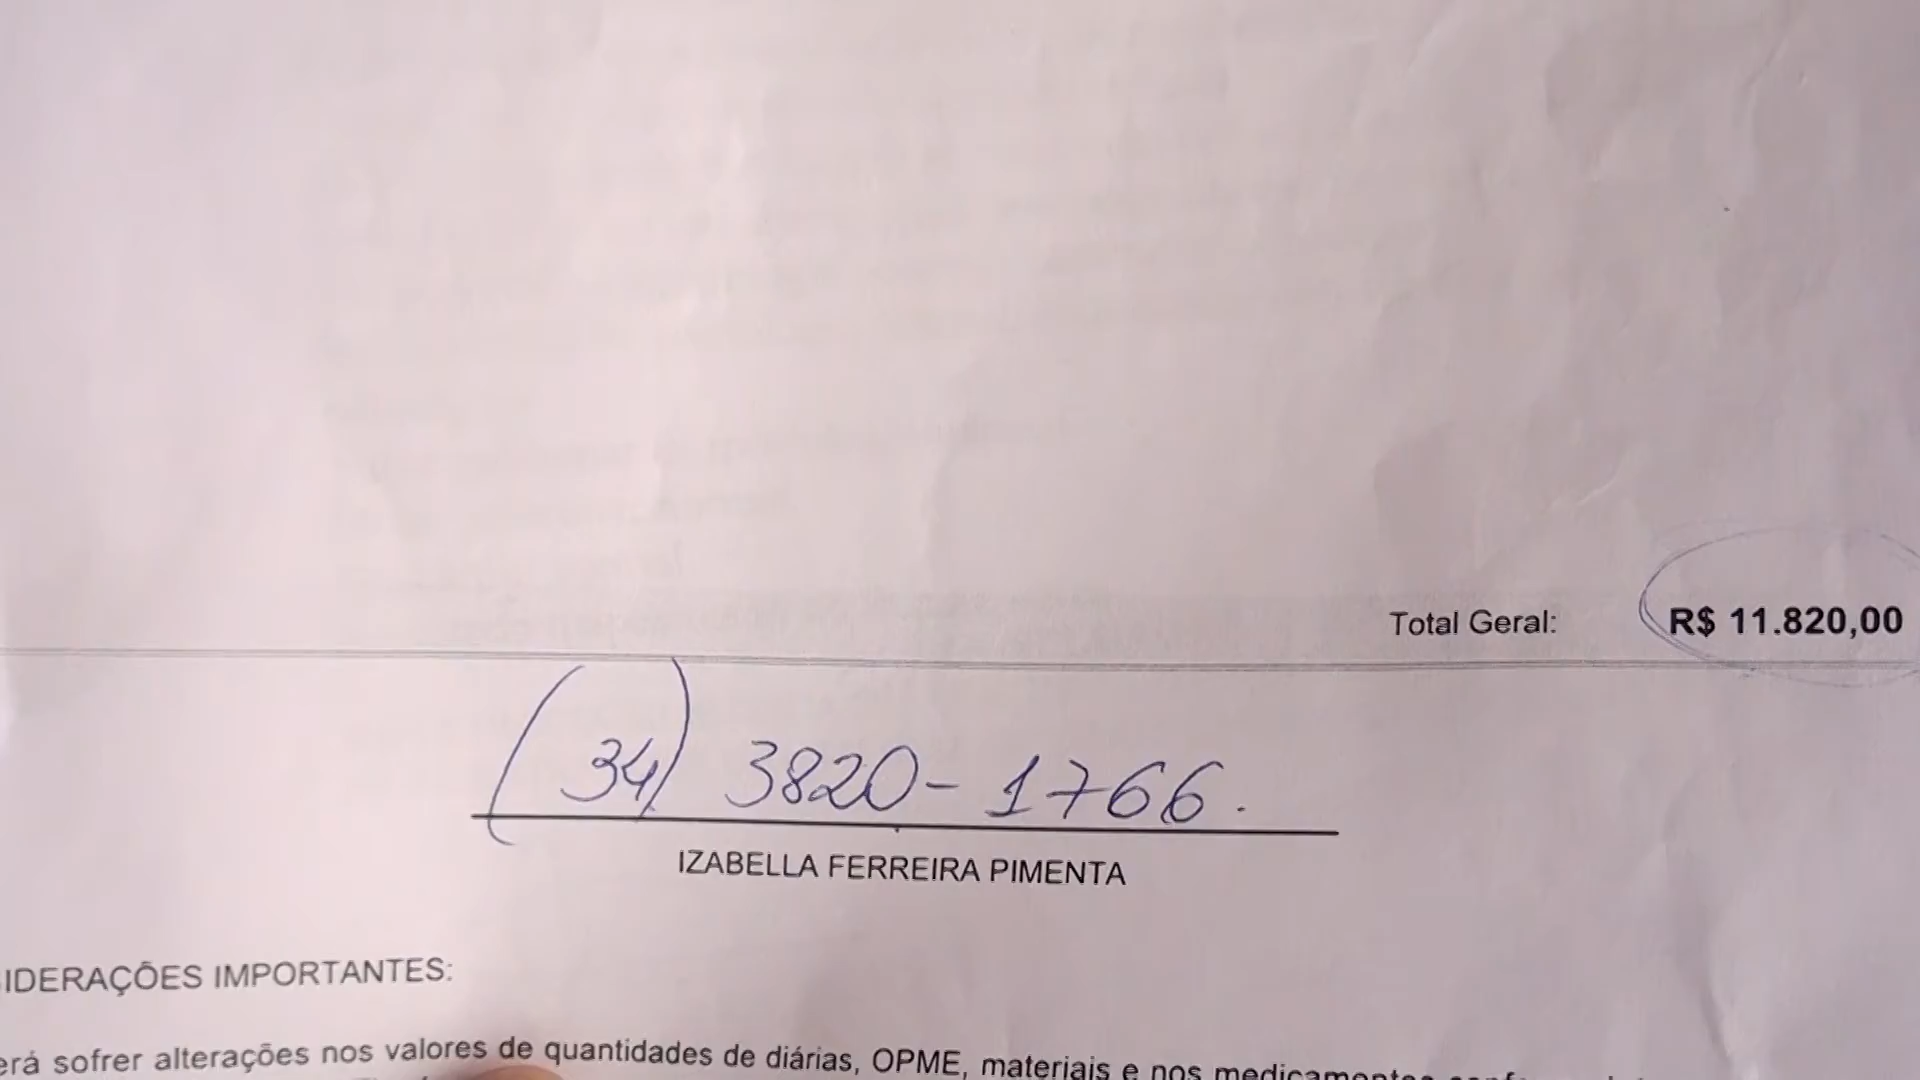 Total Geral: R$ 11.820,00
(34) 3820-1766.
IZABELLA FERREIRA PIMENTA
IDERAÇÕES IMPORTANTES:
erá sofrer alterações nos valores de quantidades de diárias, OPME, materiais e nos medicamentos